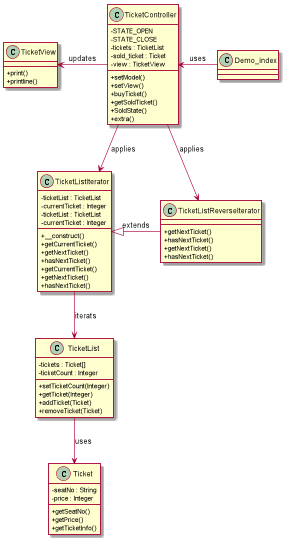 C TicketController
-STATE_OPEN
-STATE_CLOSE
-tickets : TicketList
-sold_ticket : Ticket
-view : TicketView
+setModel()
+setView()
+buyTicket()
+getSoldTicket()
+SoldState()
+extra()
C TicketView
+print()
+printline()
updates
uses
C Demo_index
applies
applies
C TicketListIterator
-ticketList : TicketList
-currentTicket : Integer
-ticketList : TicketList
-currentTicket : Integer
+__construct()
+getCurrentTicket()
+getNextTicket()
+hasNextTicket()
+getCurrentTicket()
+getNextTicket()
+hasNextTicket()
extends
C TicketListReverseIterator
+getNextTicket()
+hasNextTicket()
+getNextTicket()
+hasNextTicket()
iterats
C TicketList
-tickets : Ticket[]
-ticketCount : Integer
+setTicketCount(Integer)
+getTicket(Integer)
+addTicket(Ticket)
+removeTicket(Ticket)
uses
C Ticket
-seatNo : String
-price : Integer
+getSeatNo()
+getPrice()
+getTicketInfo()